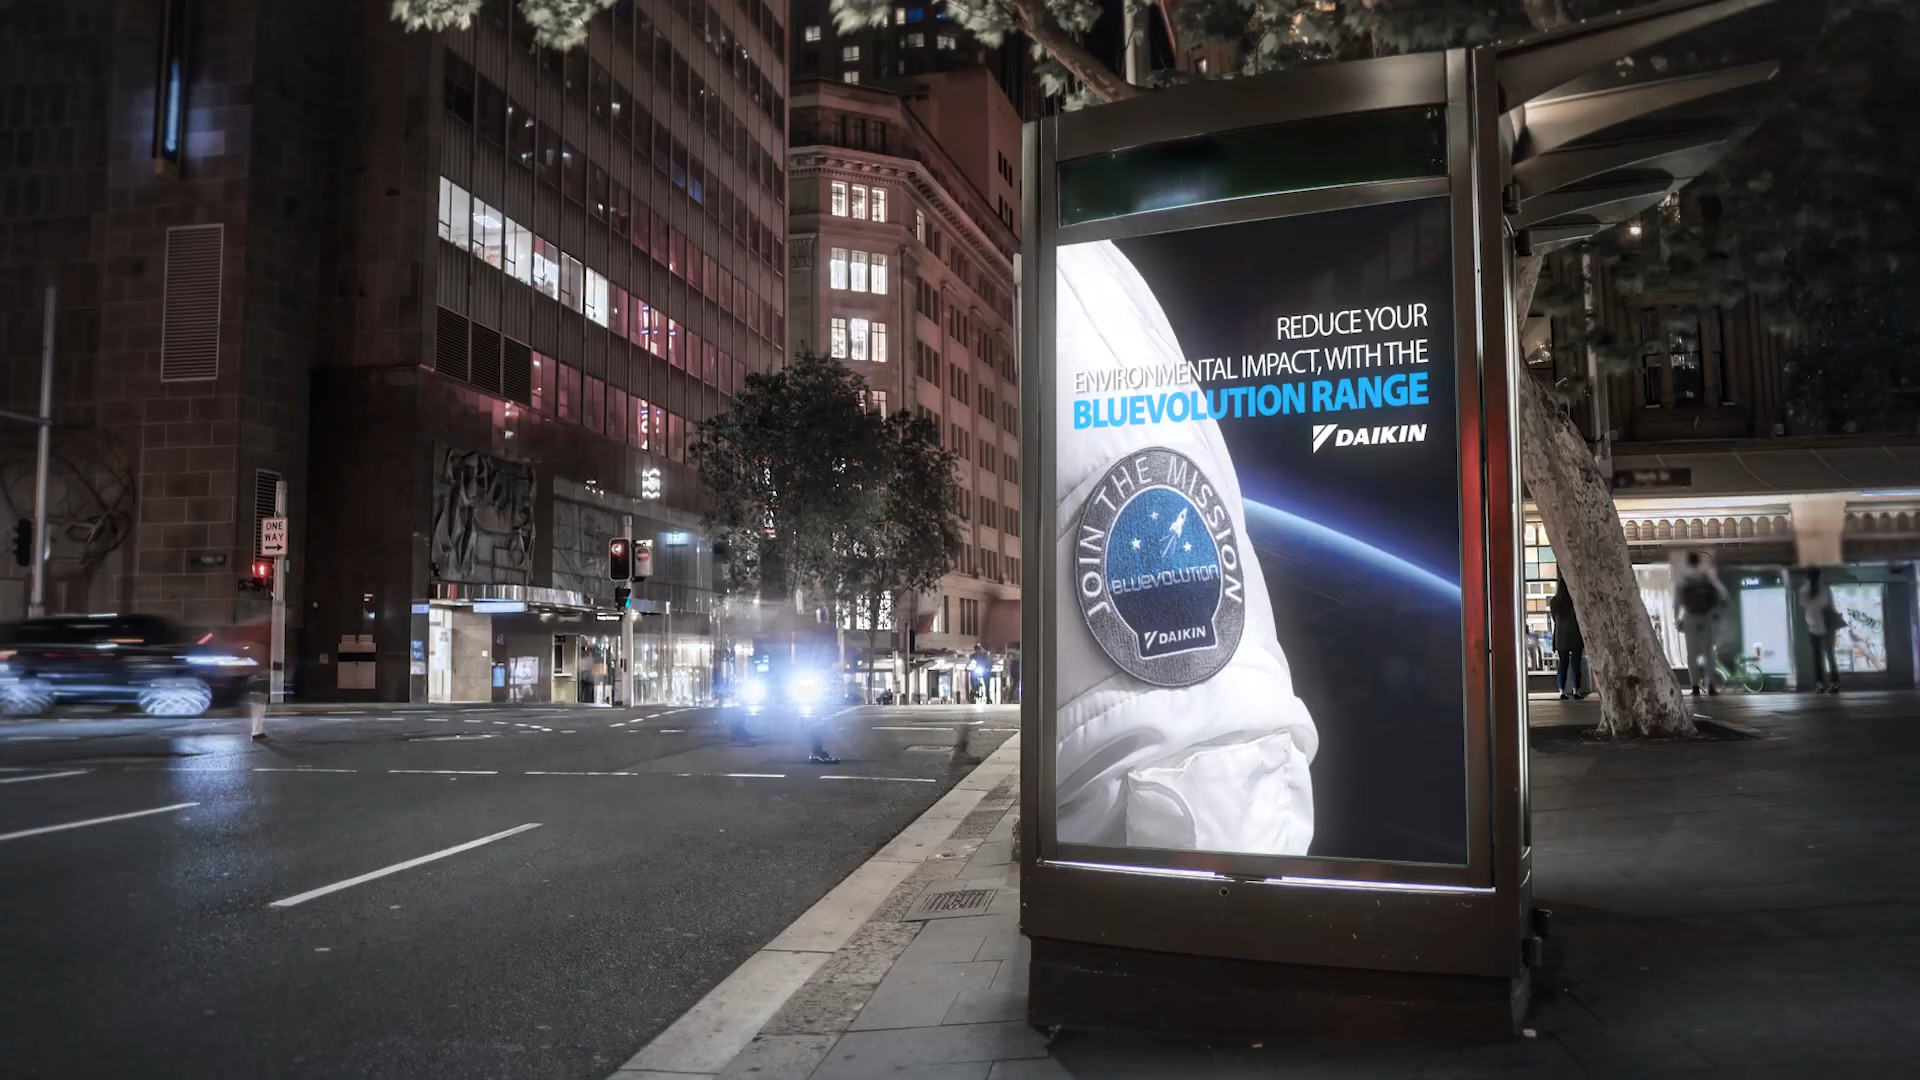 REDUCE YOUR
ENVIRONMENTAL IMPACT, WITH THE
BLUEVOLUTION RANGE
DAIKIN
JOIN THE MISSION
BLUEVOLUTION
DAIKIN
ONE
WAY